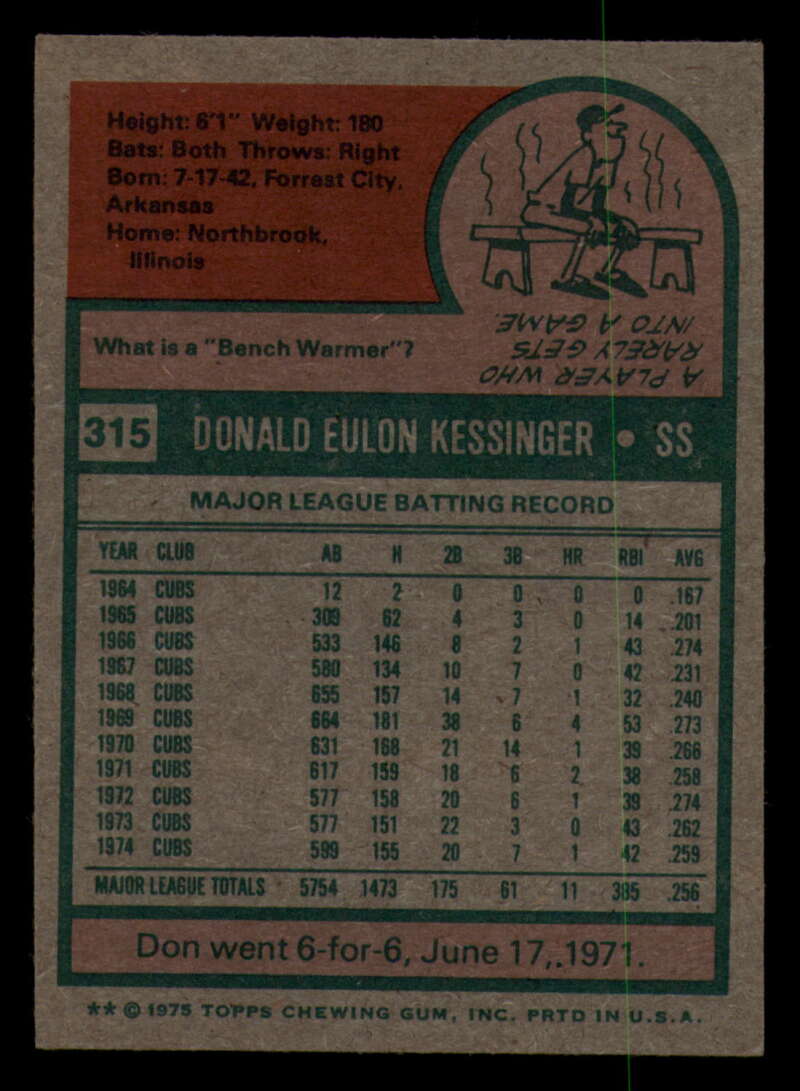 Height: 6'1" Weight: 180
Bats: Both Throws: Right
Born: 7-17-42, Forrest City,
Arkansas
Home: Northbrook,
Illinois
What is a "Bench Warmer"?
A PLAYER WHO
RARELY GETS
INTO A GAME.
315 DONALD EULON KESSINGER • SS
MAJOR LEAGUE BATTING RECORD
YEAR CLUB AB H 2B 3B HR RBI AVG
1964 CUBS 12 2 0 0 0 0 .167
1965 CUBS 309 62 4 3 0 14 .201
1966 CUBS 533 146 8 2 1 43 .274
1967 CUBS 580 134 10 7 0 42 .231
1968 CUBS 655 157 14 7 1 32 .240
1969 CUBS 664 181 38 6 4 53 .273
1970 CUBS 631 168 21 14 1 39 .266
1971 CUBS 617 159 18 6 2 38 .258
1972 CUBS 577 158 20 6 1 39 .274
1973 CUBS 577 151 22 3 0 43 .262
1974 CUBS 599 155 20 7 1 42 .259
MAJOR LEAGUE TOTALS 5754 1473 175 61 11 385 .256
Don went 6-for-6, June 17,.1971.
** © 1975 TOPPS CHEWING GUM, INC. PRTD IN U.S.A.